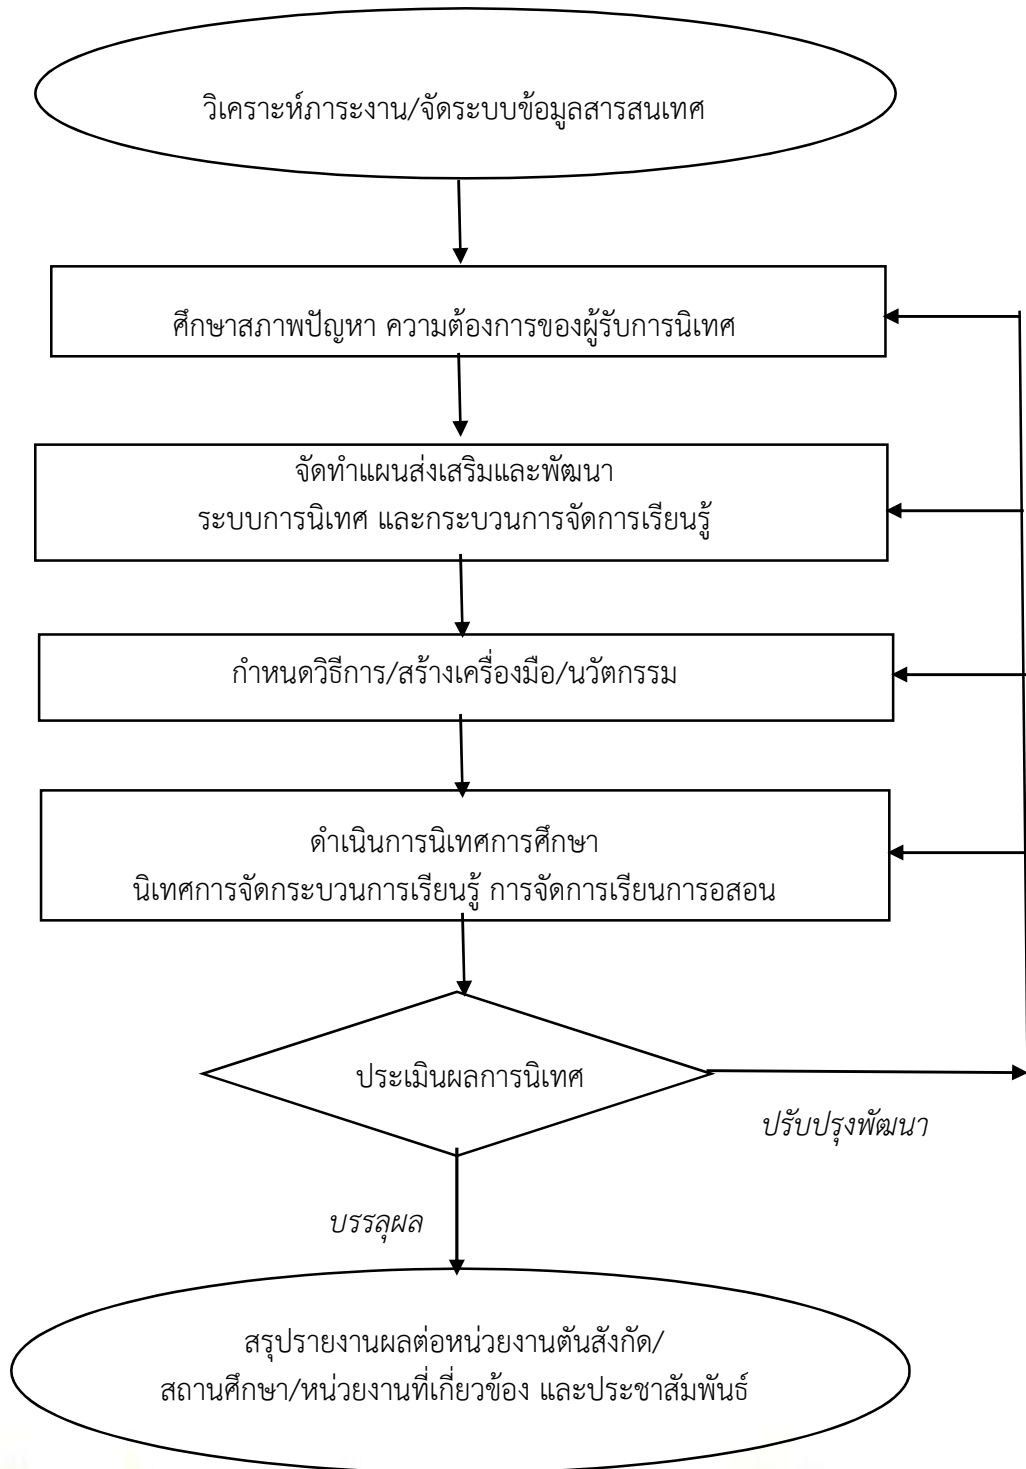 วิเคราะห์ภาระงาน/จัดระบบข้อมูลสารสนเทศ
ศึกษาสภาพปัญหา ความต้องการของผู้รับการนิเทศ
จัดทำแผนส่งเสริมและพัฒนา
ระบบการนิเทศ และกระบวนการจัดการเรียนรู้
กำหนดวิธีการ/สร้างเครื่องมือ/นวัตกรรม
ดำเนินการนิเทศการศึกษา
นิเทศการจัดกระบวนการเรียนรู้ การจัดการเรียนการอสอน
ประเมินผลการนิเทศ
ปรับปรุงพัฒนา
บรรลุผล
สรุปรายงานผลต่อหน่วยงานตันสังกัด/
สถานศึกษา/หน่วยงานที่เกี่ยวข้อง และประชาสัมพันธ์